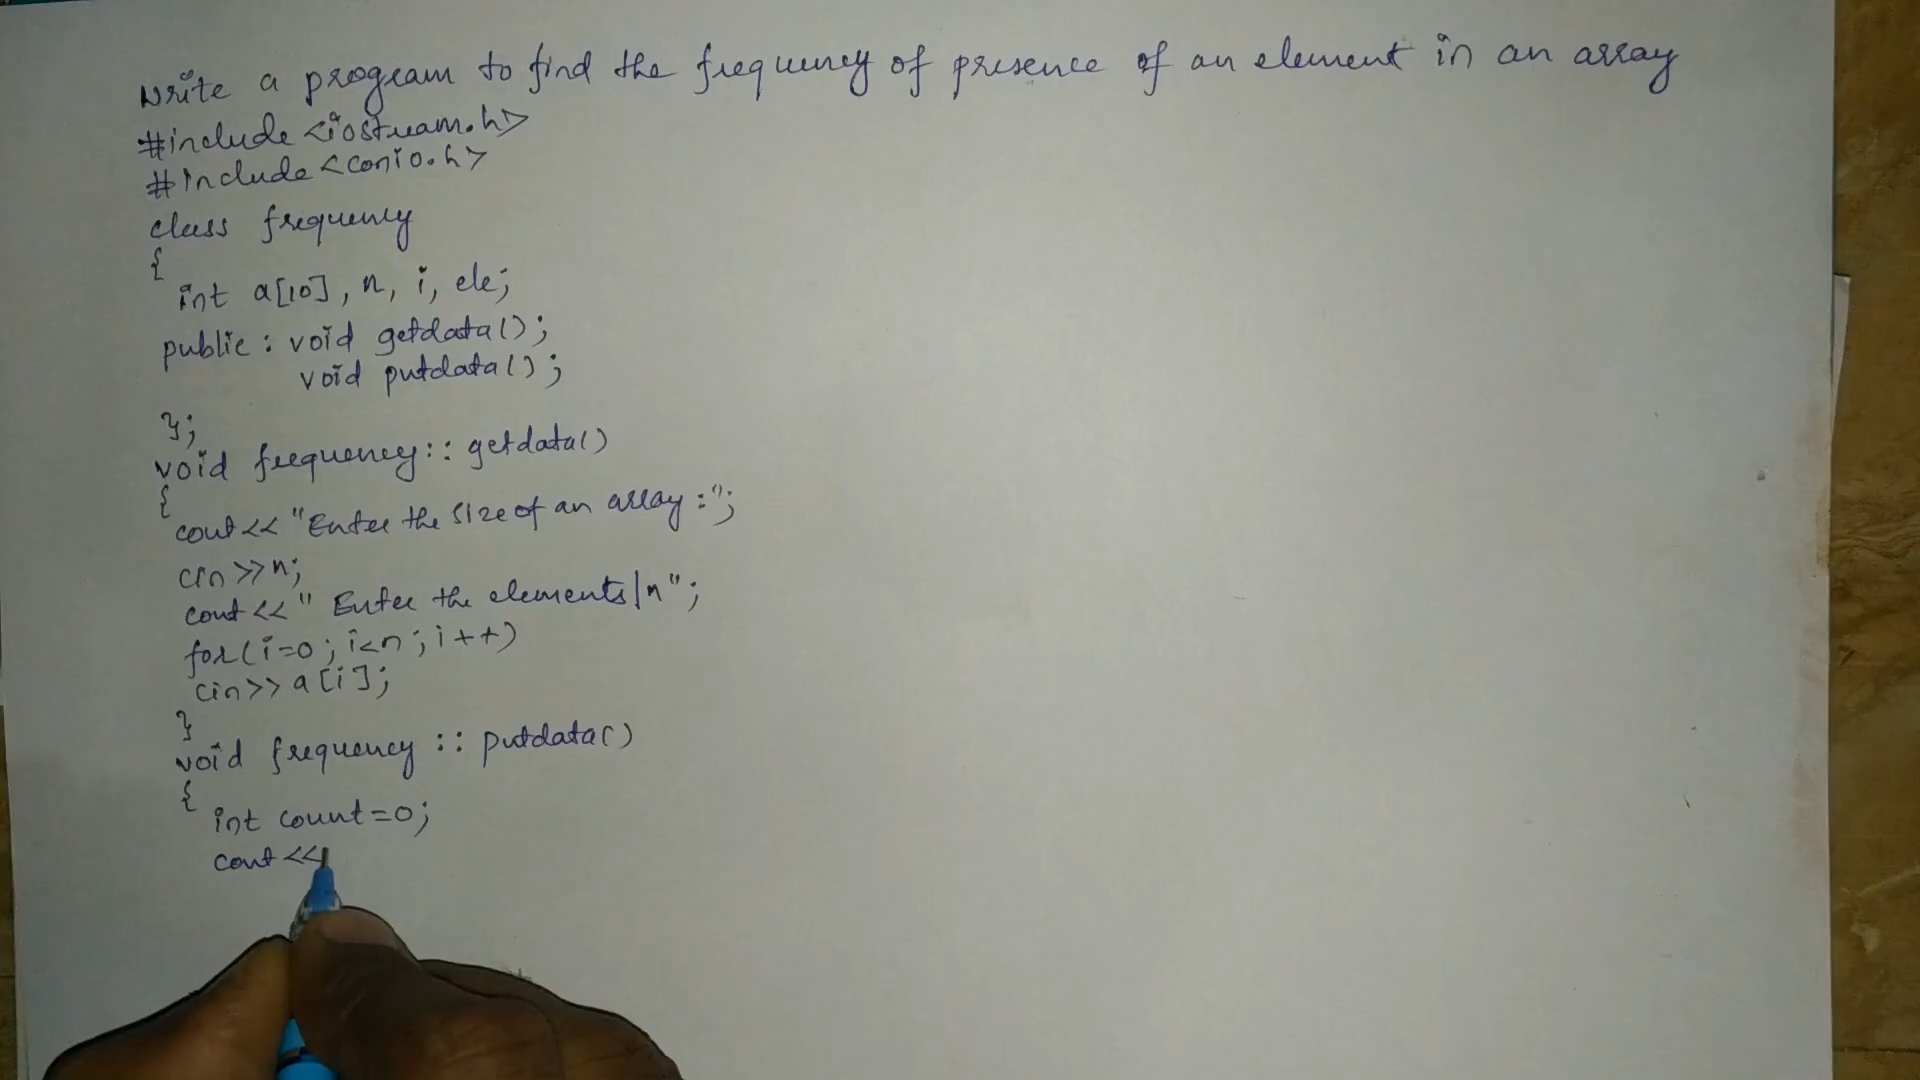 Write a program to find the frequency of presence of an element in an array
#include <iostream.h>
#include <conio.h>
class frequency
{
int a[10], n, i, ele;
public: void getdata();
void putdata();
};
void frequency::getdata()
{
cout<< "Enter the size of an array :";
cin >>n;
cout<<" Enter the elements\n";
for(i=0; i<n; i++)
cin>> a[i];
}
void frequency :: putdata()
{
int count=0;
cout <<